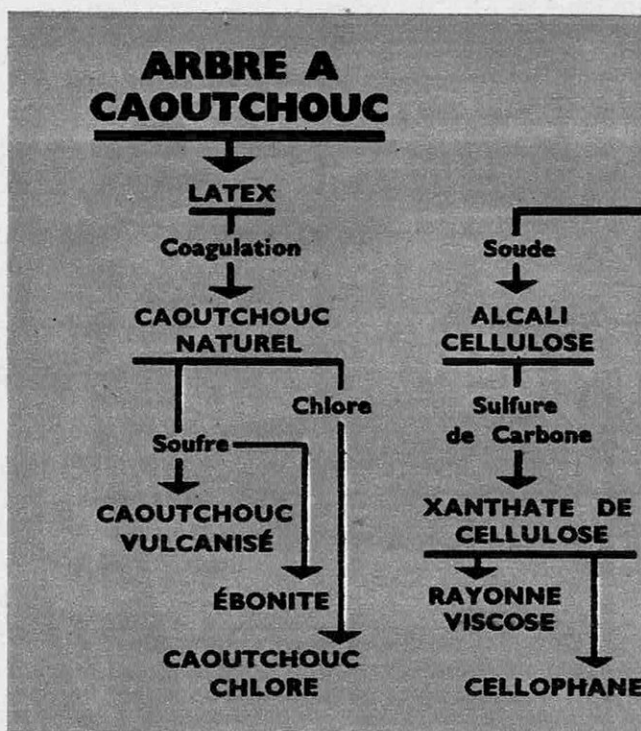 ARBRE A
CAOUTCHOUC
LATEX
Coagulation
CAOUTCHOUC
NATUREL
Chlore
Soufre
CAOUTCHOUC
VULCANISÉ
ÉBONITE
CAOUTCHOUC
CHLORE
Soude
ALCALI
CELLULOSE
Sulfure
de Carbone
XANTHATE DE
CELLULOSE
RAYONNE
VISCOSE
CELLOPHANE